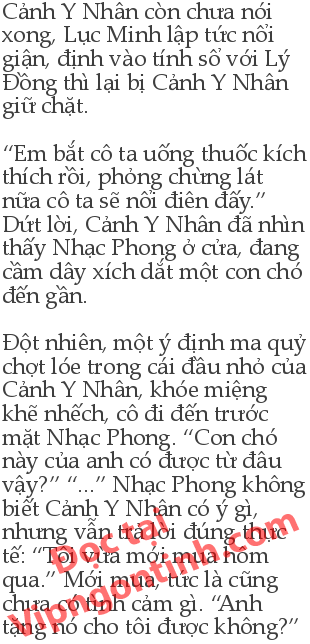 Cảnh Y Nhân còn chưa nói
xong, Lục Minh lập tức nổi
giận, định vào tính sổ với Lý
Đồng thì lại bị Cảnh Y Nhân
giữ chặt.

“Em bắt cô ta uống thuốc kích
thích rồi, phỏng chừng lát
nữa cô ta sẽ nổi điên đấy.”
Dứt lời, Cảnh Y Nhân đã nhìn
thấy Nhạc Phong ở cửa, đang
cầm dây xích dắt một con chó
đến gần.

Đột nhiên, một ý định ma quỷ
chợt lóe trong cái đầu nhỏ của
Cảnh Y Nhân, khóe miệng
khẽ nhếch, cô đi đến trước
mặt Nhạc Phong. “Con chó
này của anh có được từ đâu
vậy?” “...” Nhạc Phong không
biết Cảnh Y Nhân có ý gì,
nhưng vẫn trả lời đúng thực
tế: “Tôi vừa mới mua hôm
qua.” Mới mua, tức là cũng
chưa có tình cảm gì. “Anh
tặng nó cho tôi được không?”
Đọc tại
Vipngontinh.com